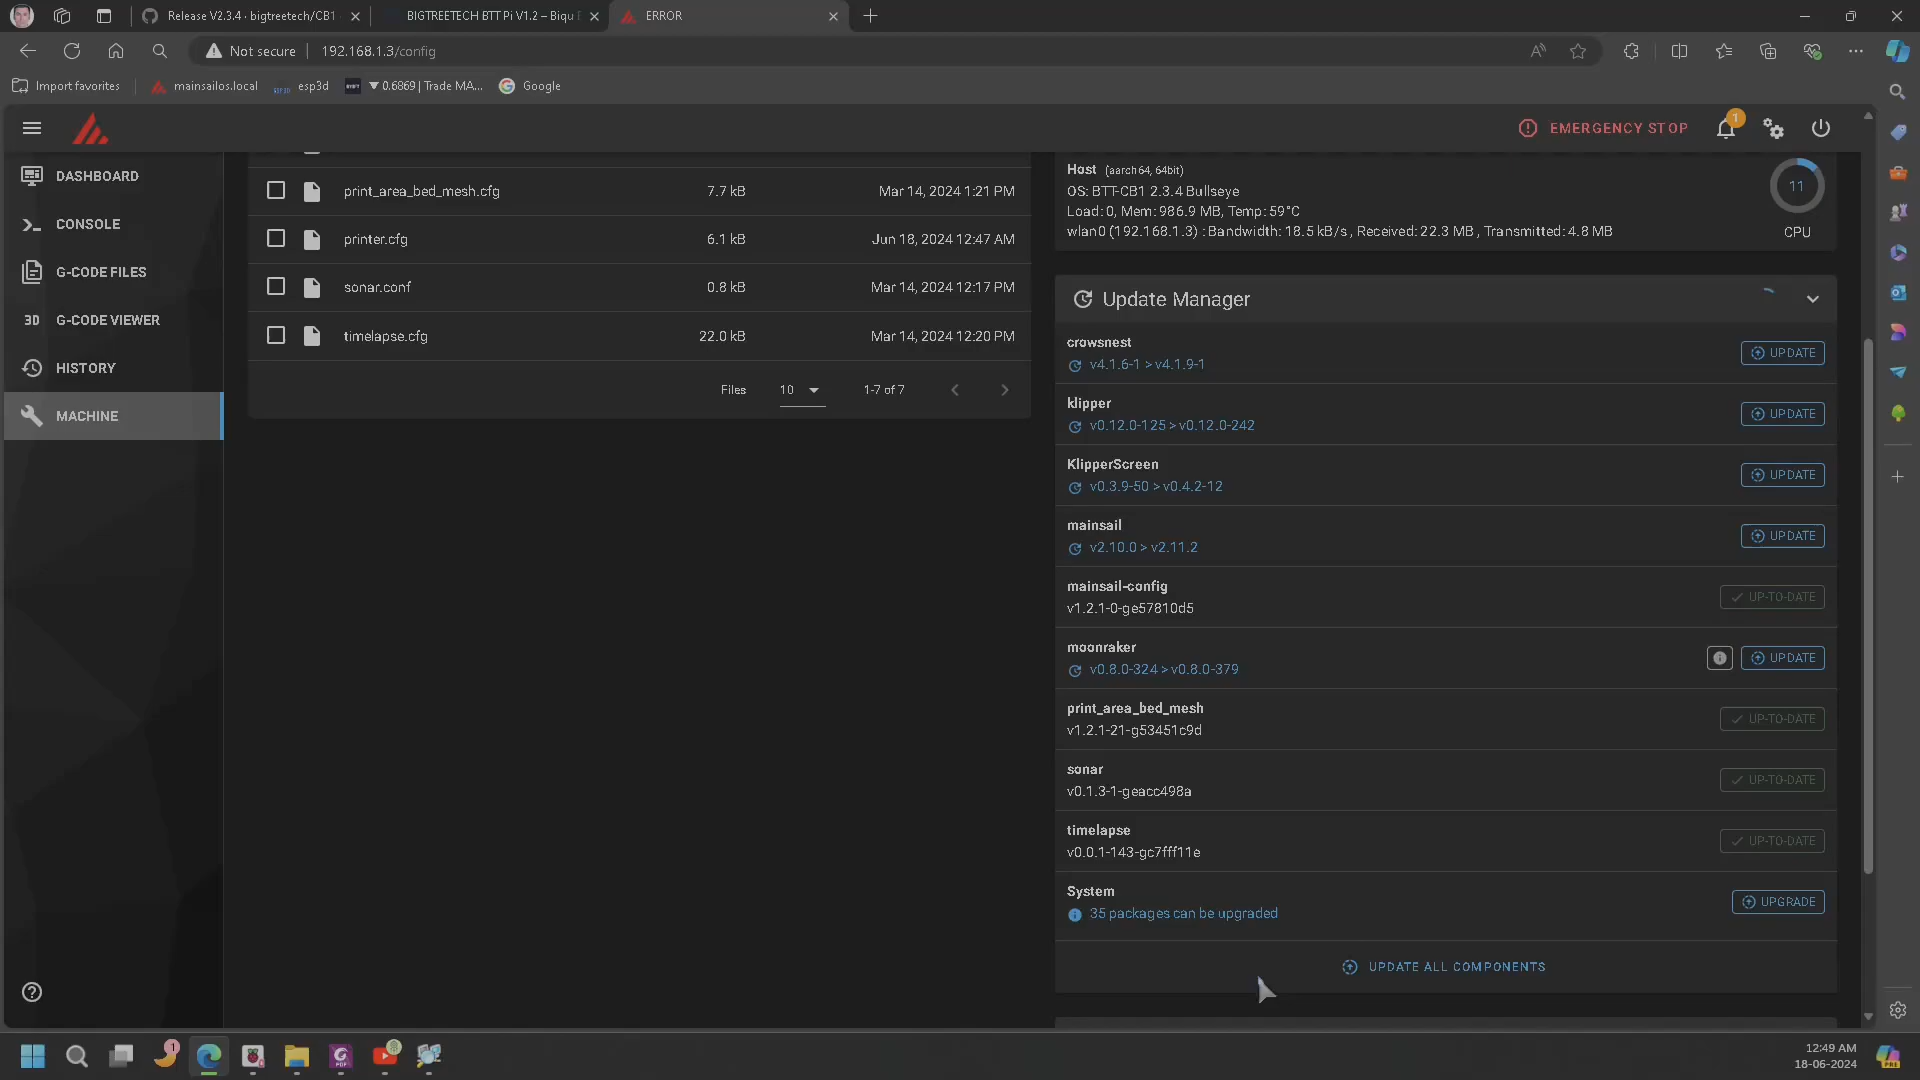 Release V2.3.4 · bigtreetech/CB1
BIGTREETECH BTT Pi V1.2 – Biqu
ERROR
Not secure
192.168.1.3/config
Import favorites
mainsailos.local
esp3d
▼0.6869 | Trade MA...
Google
EMERGENCY STOP
1
DASHBOARD
CONSOLE
G-CODE FILES
3D G-CODE VIEWER
HISTORY
MACHINE
print_area_bed_mesh.cfg 7.7 kB Mar 14, 2024 1:21 PM
printer.cfg 6.1 kB Jun 18, 2024 12:47 AM
sonar.conf 0.8 kB Mar 14, 2024 12:17 PM
timelapse.cfg 22.0 kB Mar 14, 2024 12:20 PM
Files 10 1-7 of 7
Host (aarch64, 64bit)
OS: BTT-CB1 2.3.4 Bullseye
Load: 0, Mem: 986.9 MB, Temp: 59°C
wlan0 (192.168.1.3) : Bandwidth: 18.5 kB/s , Received: 22.3 MB , Transmitted: 4.8 MB
11
CPU
Update Manager
crowsnest
v4.1.6-1 > v4.1.9-1
UPDATE
klipper
v0.12.0-125 > v0.12.0-242
UPDATE
KlipperScreen
v0.3.9-50 > v0.4.2-12
UPDATE
mainsail
v2.10.0 > v2.11.2
UPDATE
mainsail-config
v1.2.1-0-ge57810d5
UP-TO-DATE
moonraker
v0.8.0-324 > v0.8.0-379
UPDATE
print_area_bed_mesh
v1.2.1-21-g53451c9d
UP-TO-DATE
sonar
v0.1.3-1-geacc498a
UP-TO-DATE
timelapse
v0.0.1-143-gc7fff11e
UP-TO-DATE
System
35 packages can be upgraded
UPGRADE
UPDATE ALL COMPONENTS
1
12:49 AM
18-06-2024